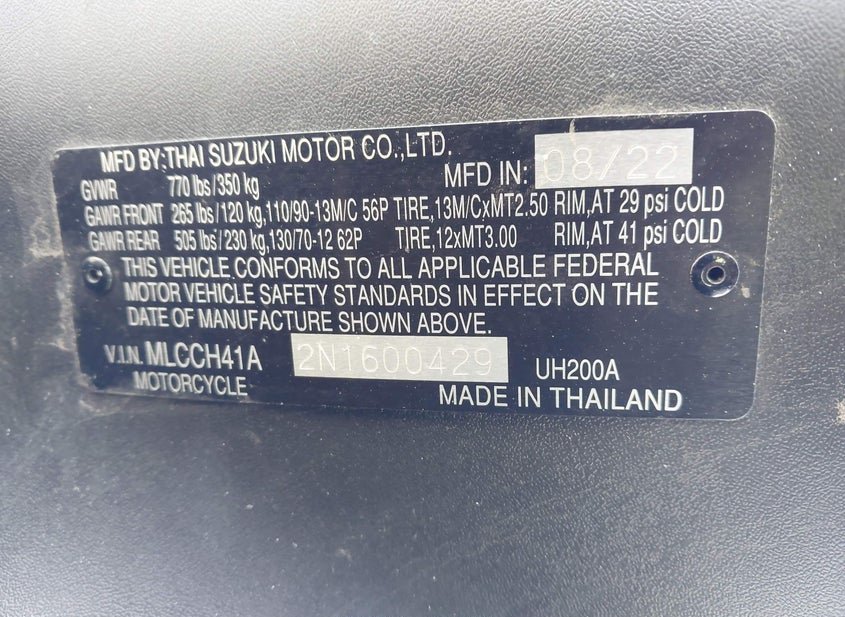 MFD BY:THAI SUZUKI MOTOR CO.,LTD.
GVWR 770 lbs/350 kg MFD IN: 08/22
GAWR FRONT 265 lbs/120 kg,110/90-13M/C 56P TIRE,13M/CxMT2.50 RIM,AT 29 psi COLD
GAWR REAR 505 lbs/230 kg,130/70-12 62P TIRE,12xMT3.00 RIM,AT 41 psi COLD
THIS VEHICLE CONFORMS TO ALL APPLICABLE FEDERAL
MOTOR VEHICLE SAFETY STANDARDS IN EFFECT ON THE
DATE OF MANUFACTURE SHOWN ABOVE.
V.I.N. MLCCH41A 2N1600429 UH200A
MOTORCYCLE MADE IN THAILAND